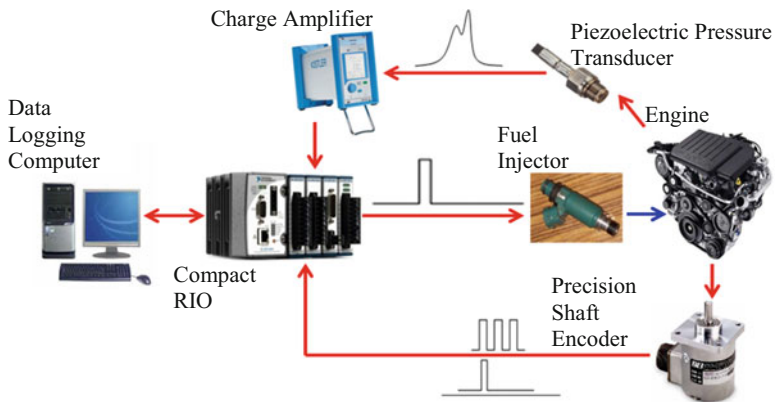 Charge Amplifier
Piezoelectric Pressure
Transducer
Engine
Data
Logging
Computer
Fuel
Injector
Compact
RIO
Precision
Shaft
Encoder